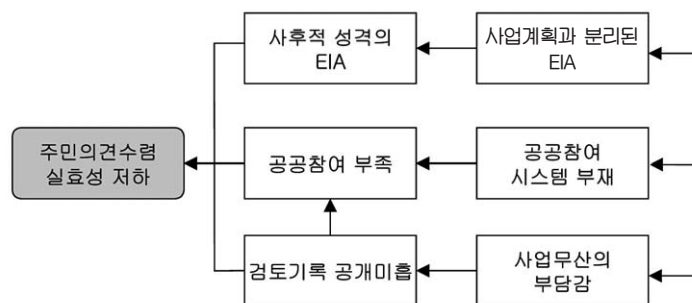 사후적 성격의
EIA
사업계획과 분리된
EIA
주민의견수렴
실효성 저하
공공참여 부족
공공참여
시스템 부재
검토기록 공개미흡
사업무산의
부담감